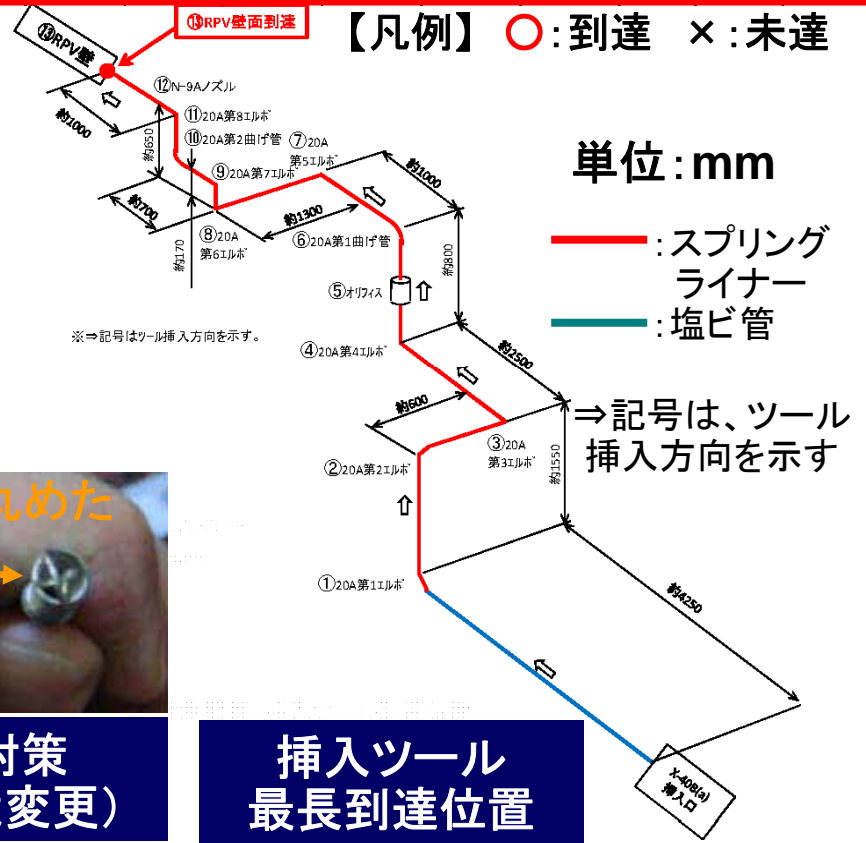 ⑬RPV壁面到達
【凡例】 ○:到達 ×:未達
⑬RPV壁
⑫N-9Aノズル
⑪20A第8エルボ
⑩20A第2曲げ管
⑨20A第7エルボ
⑦20A
第5エルボ
約1000
約650
約700
約170
⑧20A
第6エルボ
約1300
約1000
⑥20A第1曲げ管
⑤オリフィス
約800
単位:mm
:スプリング
ライナー
:塩ビ管
※⇒記号はツール挿入方向を示す。
④20A第4エルボ
約2500
約600
③20A
第3エルボ
②20A第2エルボ
約1550
⇒記号は、ツール
挿入方向を示す
①20A第1エルボ
約4250
X-40B(a)
挿入口
めた
対策
変更)
挿入ツール
最長到達位置